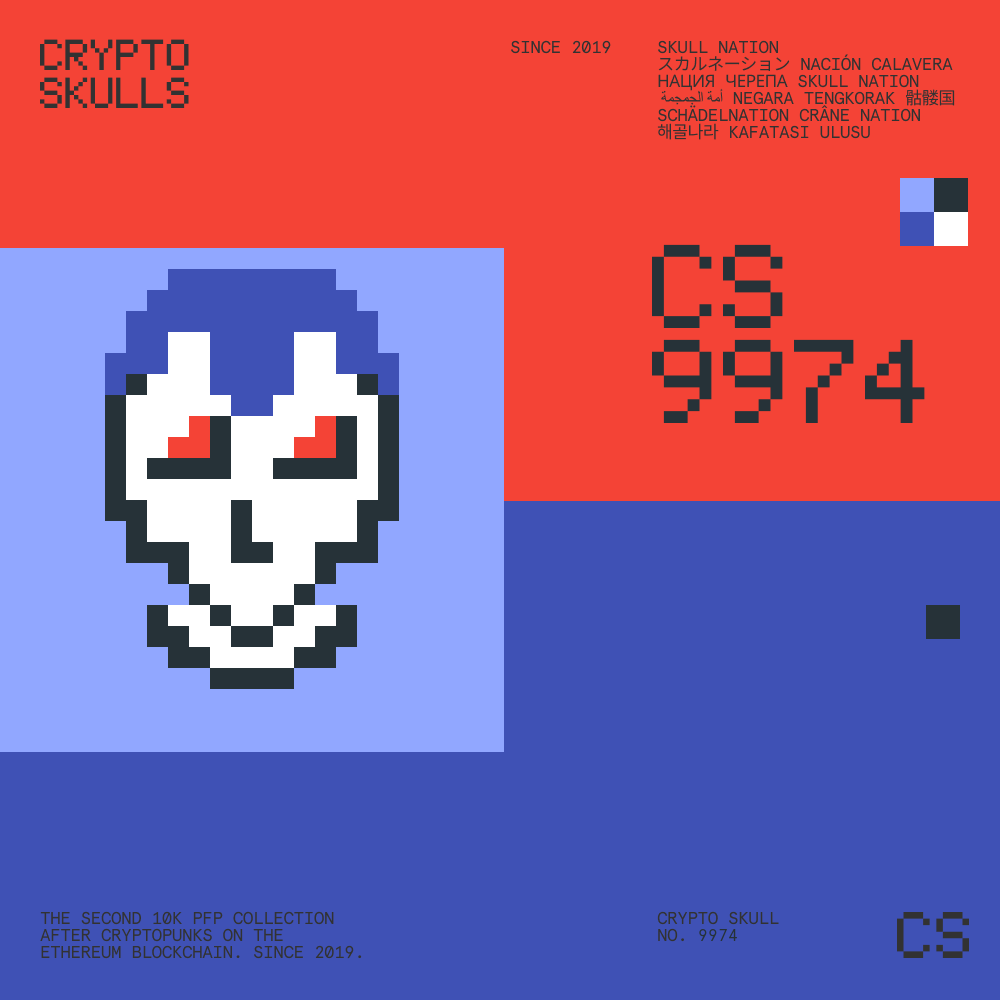 CRYPTO
SKULLS
SINCE 2019
SKULL NATION
スカルネーション NACIÓN CALAVERA
НАЦИЯ ЧЕРЕПА SKULL NATION
أمة الجمجمة NEGARA TENGKORAK 骷髅国
SCHÄDELNATION CRÂNE NATION
해골나라 KAFATASI ULUSU
CS
9974
THE SECOND 10K PFP COLLECTION
AFTER CRYPTOPUNKS ON THE
ETHEREUM BLOCKCHAIN. SINCE 2019.
CRYPTO SKULL
NO. 9974
CS